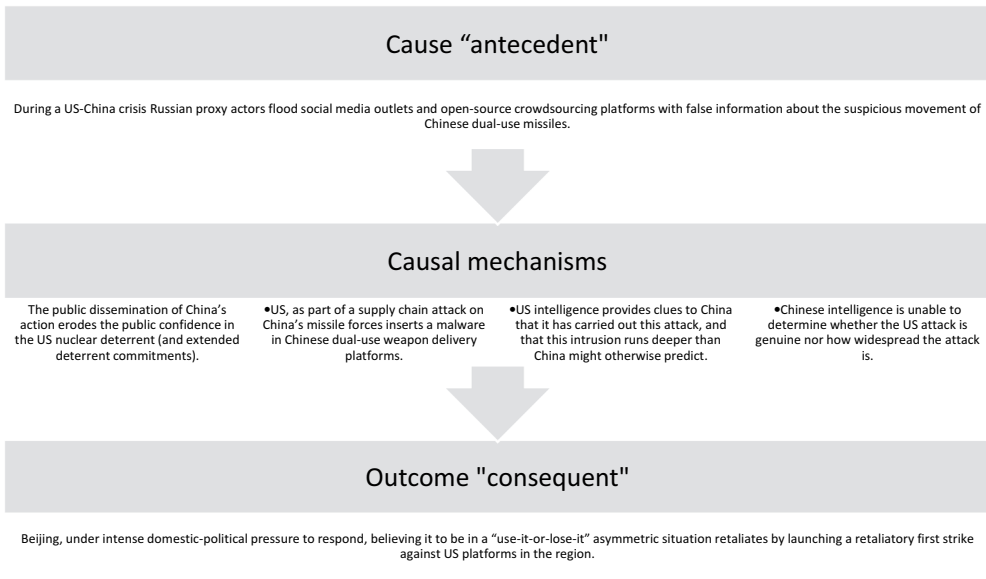 Cause “antecedent"
During a US-China crisis Russian proxy actors flood social media outlets and open-source crowdsourcing platforms with false information about the suspicious movement of
Chinese dual-use missiles.
Causal mechanisms
The public dissemination of China’s
action erodes the public confidence in
the US nuclear deterrent (and extended
deterrent commitments).
•US, as part of a supply chain attack on
China’s missile forces inserts a malware
in Chinese dual-use weapon delivery
platforms.
•US intelligence provides clues to China
that it has carried out this attack, and
that this intrusion runs deeper than
China might otherwise predict.
•Chinese intelligence is unable to
determine whether the US attack is
genuine nor how widespread the attack
is.
Outcome "consequent"
Beijing, under intense domestic-political pressure to respond, believing it to be in a “use-it-or-lose-it” asymmetric situation retaliates by launching a retaliatory first strike
against US platforms in the region.